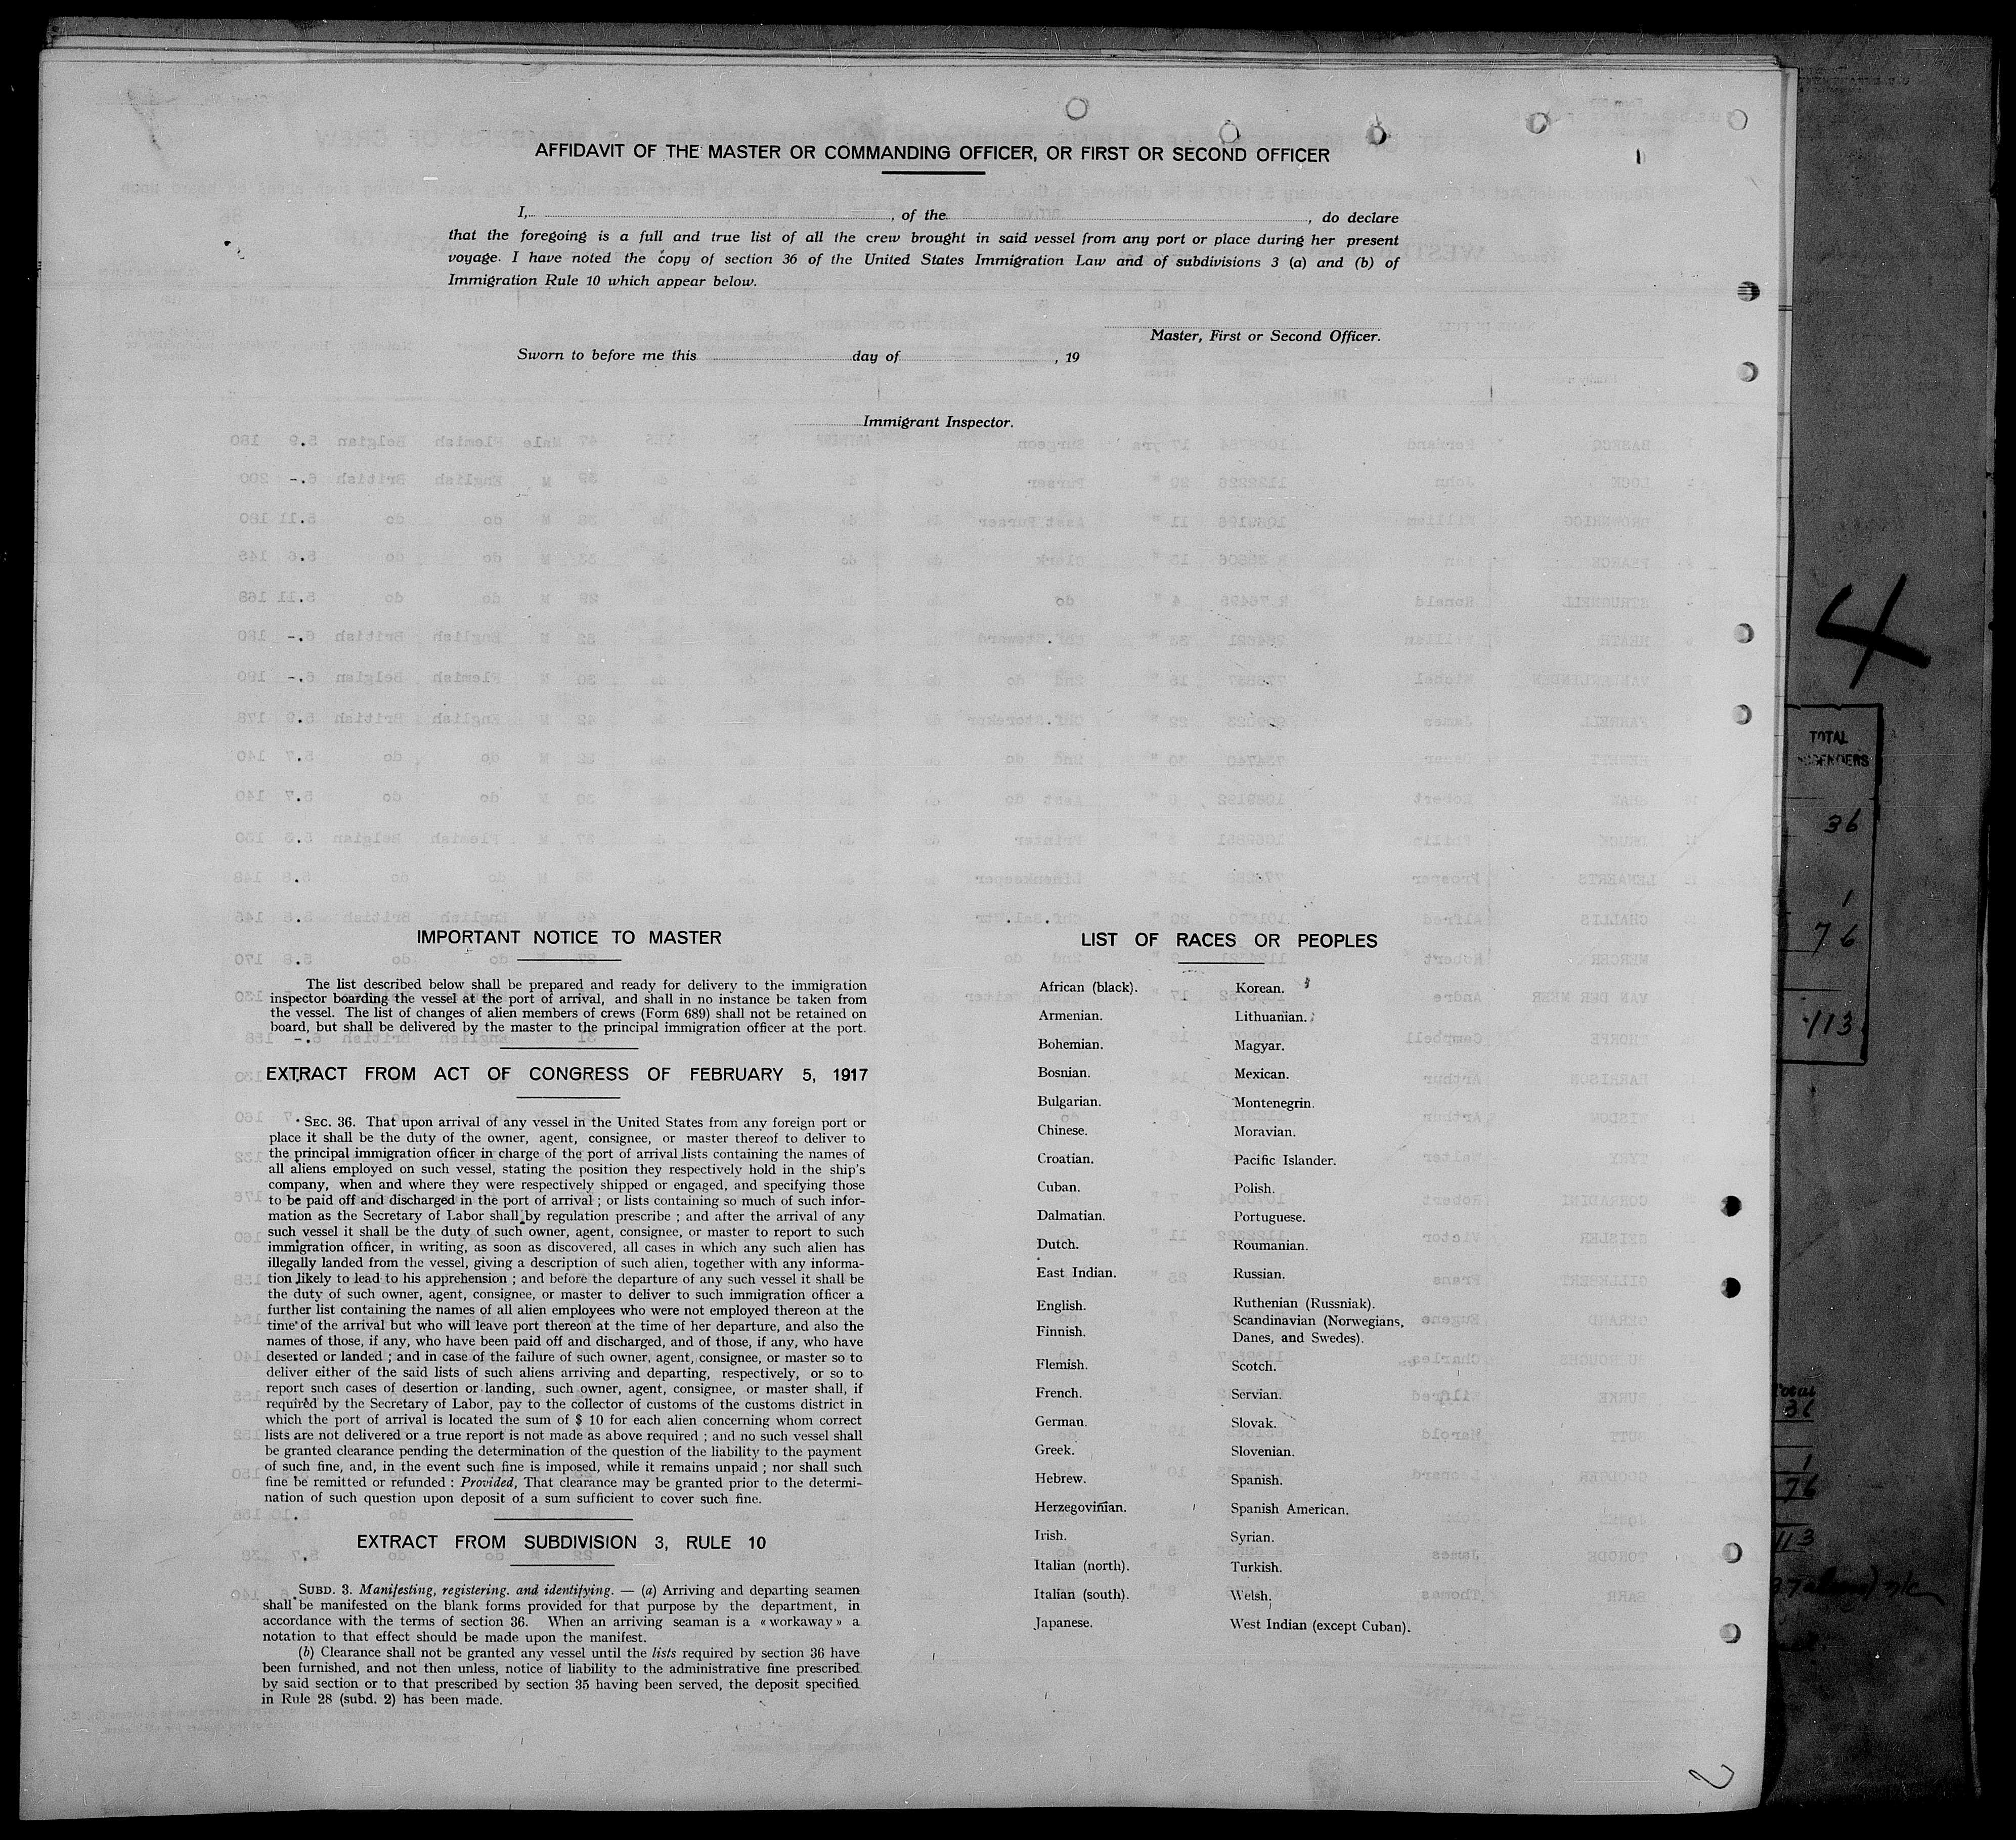 AFFIDAVIT OF THE MASTER OR COMMANDING OFFICER, OR FIRST OR SECOND OFFICER
I, , of the , do declare
that the foregoing is a full and true list of all the crew brought in said vessel from any port or place during her present
voyage. I have noted the copy of section 36 of the United States Immigration Law and of subdivisions 3 (a) and (b) of
Immigration Rule 10 which appear below.
Master, First or Second Officer.
Sworn to before me this day of , 19
Immigrant Inspector.
IMPORTANT NOTICE TO MASTER
The list described below shall be prepared and ready for delivery to the immigration
inspector boarding the vessel at the port of arrival, and shall in no instance be taken from
the vessel. The list of changes of alien members of crews (Form 689) shall not be retained on
board, but shall be delivered by the master to the principal immigration officer at the port.
EXTRACT FROM ACT OF CONGRESS OF FEBRUARY 5, 1917
SEC. 36. That upon arrival of any vessel in the United States from any foreign port or
place it shall be the duty of the owner, agent, consignee, or master thereof to deliver to
the principal immigration officer in charge of the port of arrival lists containing the names of
all aliens employed on such vessel, stating the position they respectively hold in the ship's
company, when and where they were respectively shipped or engaged, and specifying those
to be paid off and discharged in the port of arrival ; or lists containing so much of such infor-
mation as the Secretary of Labor shall by regulation prescribe ; and after the arrival of any
such vessel it shall be the duty of such owner, agent, consignee, or master to report to such
immigration officer, in writing, as soon as discovered, all cases in which any such alien has
illegally landed from the vessel, giving a description of such alien, together with any informa-
tion likely to lead to his apprehension ; and before the departure of any such vessel it shall be
the duty of such owner, agent, consignee, or master to deliver to such immigration officer a
further list containing the names of all alien employees who were not employed thereon at the
time of the arrival but who will leave port thereon at the time of her departure, and also the
names of those, if any, who have been paid off and discharged, and of those, if any, who have
deserted or landed ; and in case of the failure of such owner, agent, consignee, or master so to
deliver either of the said lists of such aliens arriving and departing, respectively, or so to
report such cases of desertion or landing, such owner, agent, consignee, or master shall, if
required by the Secretary of Labor, pay to the collector of customs of the customs district in
which the port of arrival is located the sum of $ 10 for each alien concerning whom correct
lists are not delivered or a true report is not made as above required ; and no such vessel shall
be granted clearance pending the determination of the question of the liability to the payment
of such fine, and, in the event such fine is imposed, while it remains unpaid ; nor shall such
fine be remitted or refunded : Provided, That clearance may be granted prior to the determi-
nation of such question upon deposit of a sum sufficient to cover such fine.
EXTRACT FROM SUBDIVISION 3, RULE 10
SUBD. 3. Manifesting, registering. and identifying. — (a) Arriving and departing seamen
shall be manifested on the blank forms provided for that purpose by the department, in
accordance with the terms of section 36. When an arriving seaman is a « workaway » a
notation to that effect should be made upon the manifest.
(b) Clearance shall not be granted any vessel until the lists required by section 36 have
been furnished, and not then unless, notice of liability to the administrative fine prescribed
by said section or to that prescribed by section 35 having been served, the deposit specified
in Rule 28 (subd. 2) has been made.
LIST OF RACES OR PEOPLES
African (black).
Armenian.
Bohemian.
Bosnian.
Bulgarian.
Chinese.
Croatian.
Cuban.
Dalmatian.
Dutch.
East Indian.
English.
Finnish.
Flemish.
French.
German.
Greek.
Hebrew.
Herzegovinian.
Irish.
Italian (north).
Italian (south).
Japanese.
Korean.
Lithuanian.
Magyar.
Mexican.
Montenegrin.
Moravian.
Pacific Islander.
Polish.
Portuguese.
Roumanian.
Russian.
Ruthenian (Russniak).
Scandinavian (Norwegians,
Danes, and Swedes).
Scotch.
Servian.
Slovak.
Slovenian.
Spanish.
Spanish American.
Syrian.
Turkish.
Welsh.
West Indian (except Cuban).
4
TOTAL
36
1
76
113
Total
36
1
76
113